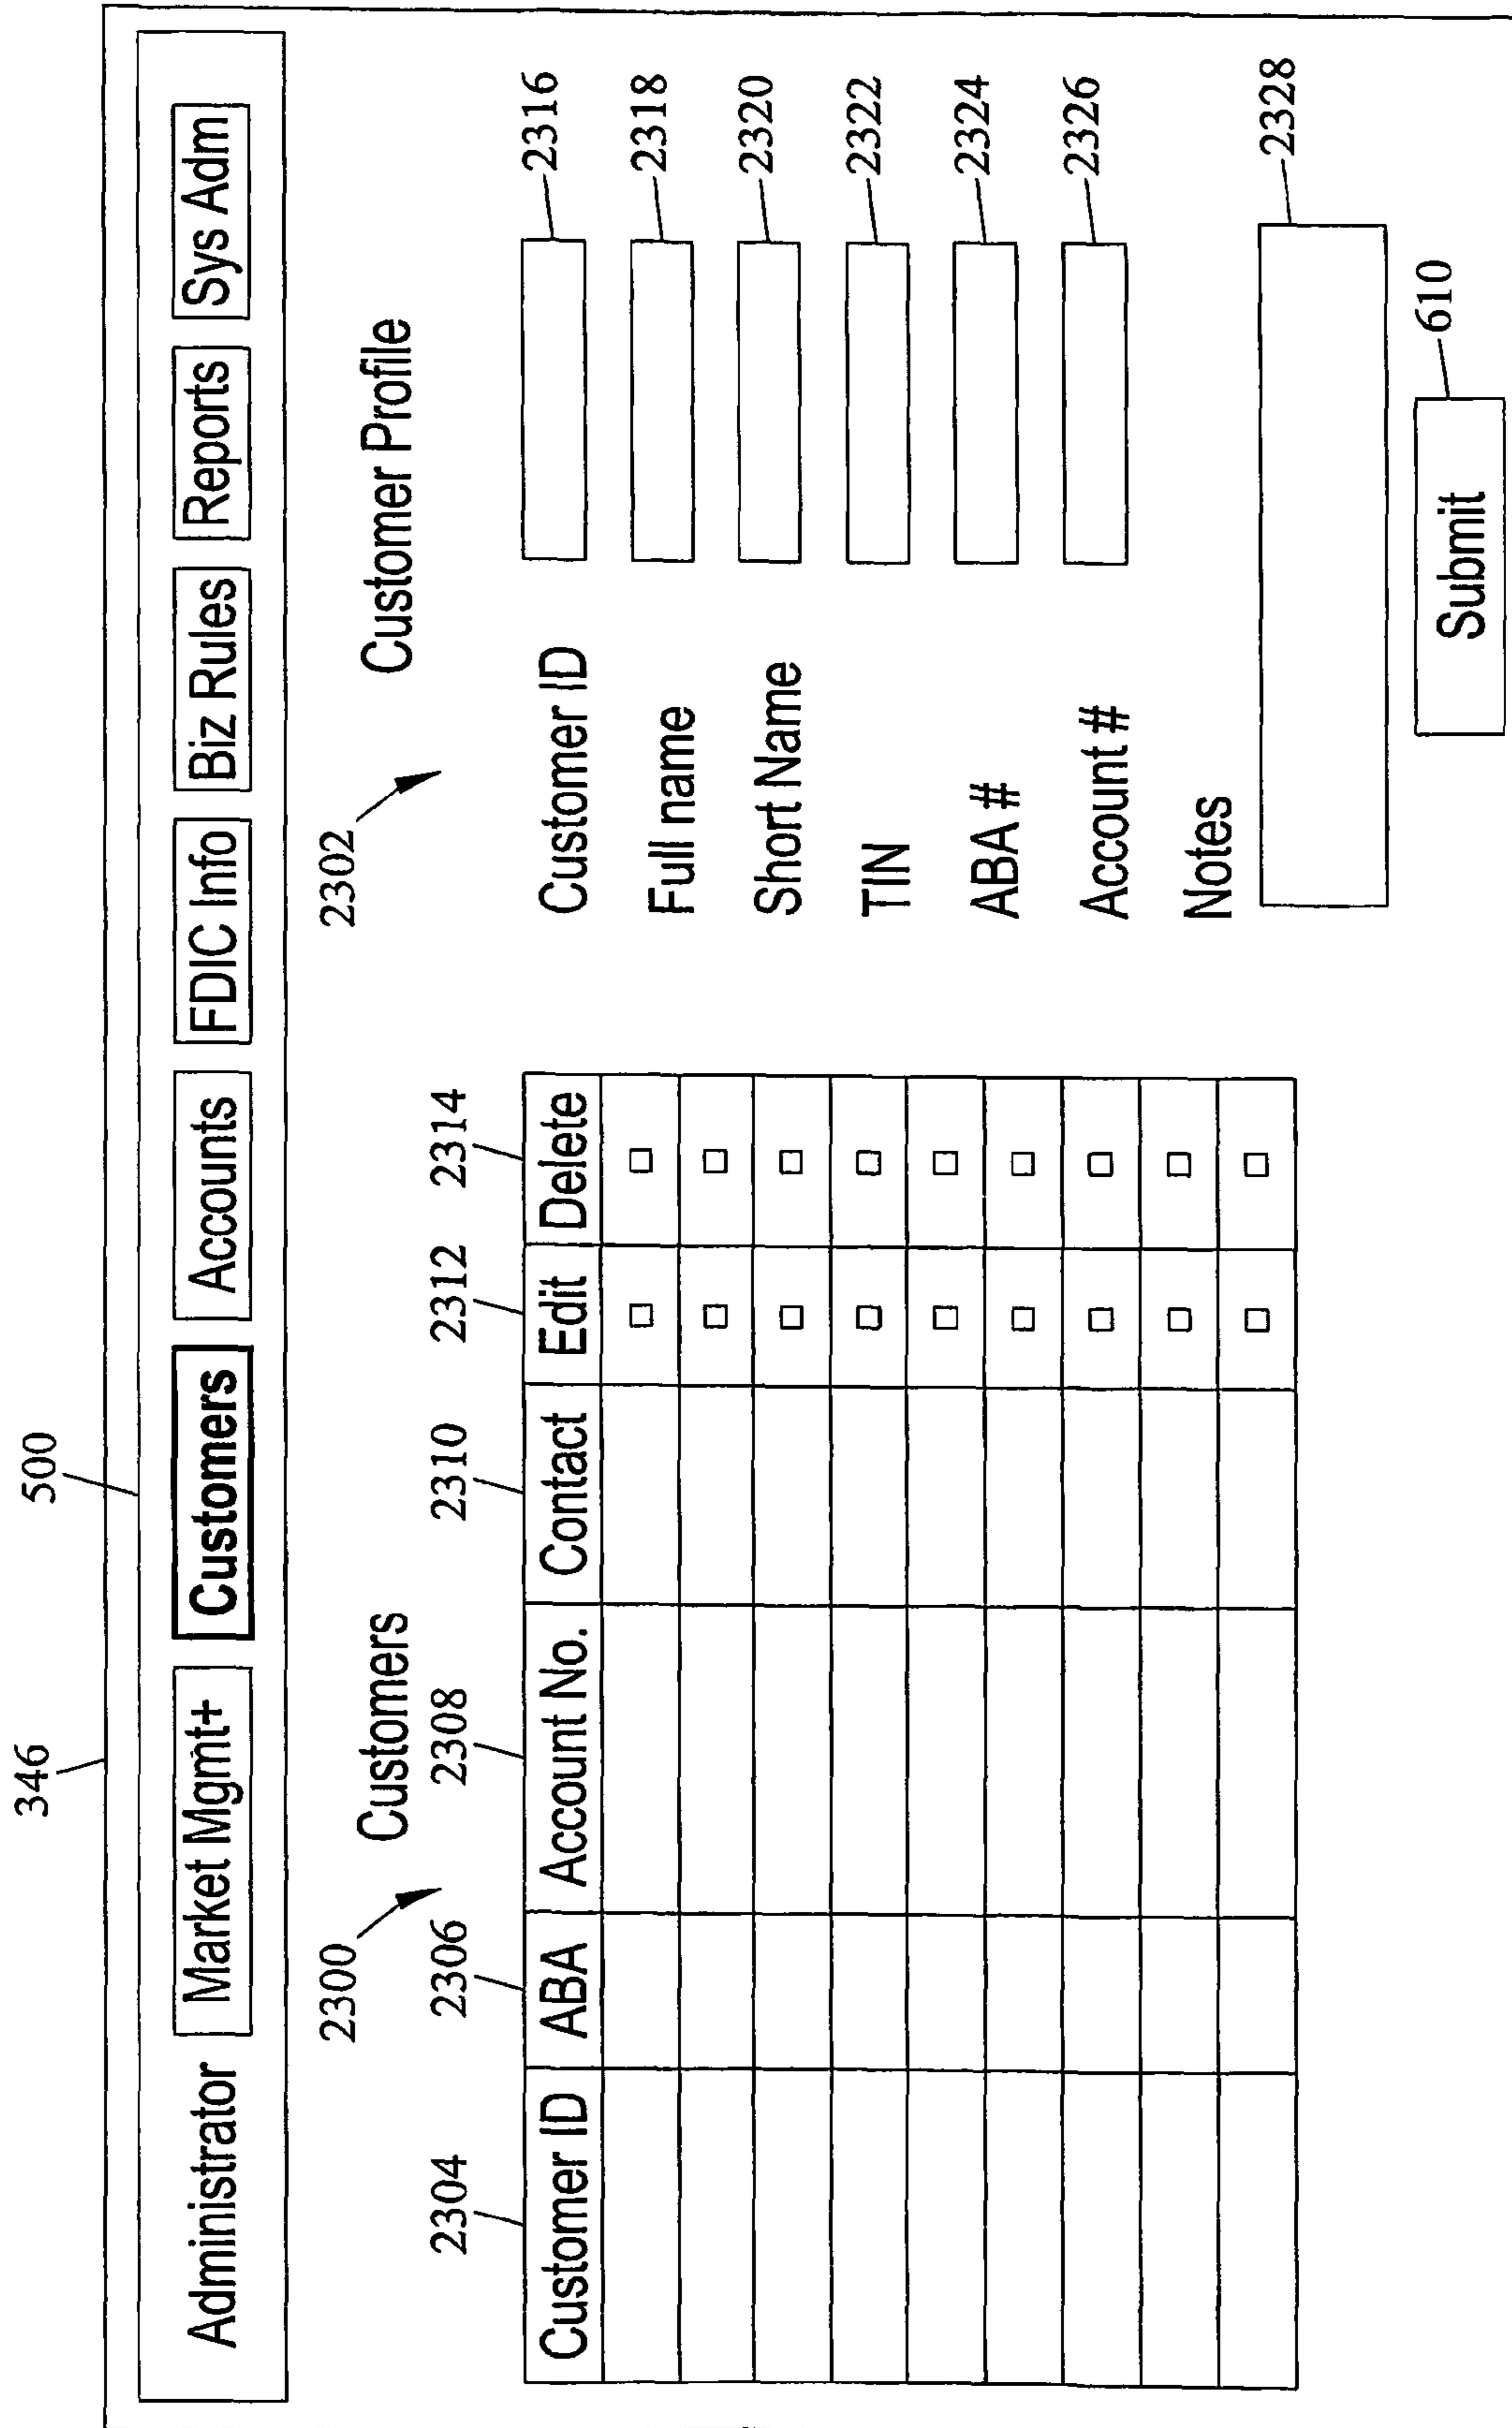 346
500
Administrator Market Mgmt+ Customers Accounts FDIC Info Biz Rules Reports Sys Adm
2300
Customers
2302
Customer Profile
2304 2306 2308 2310 2312 2314
Customer ID ABA Account No. Contact Edit Delete
Customer ID 2316
Full name 2318
Short Name 2320
TIN 2322
ABA # 2324
Account # 2326
Notes
2328
Submit 610